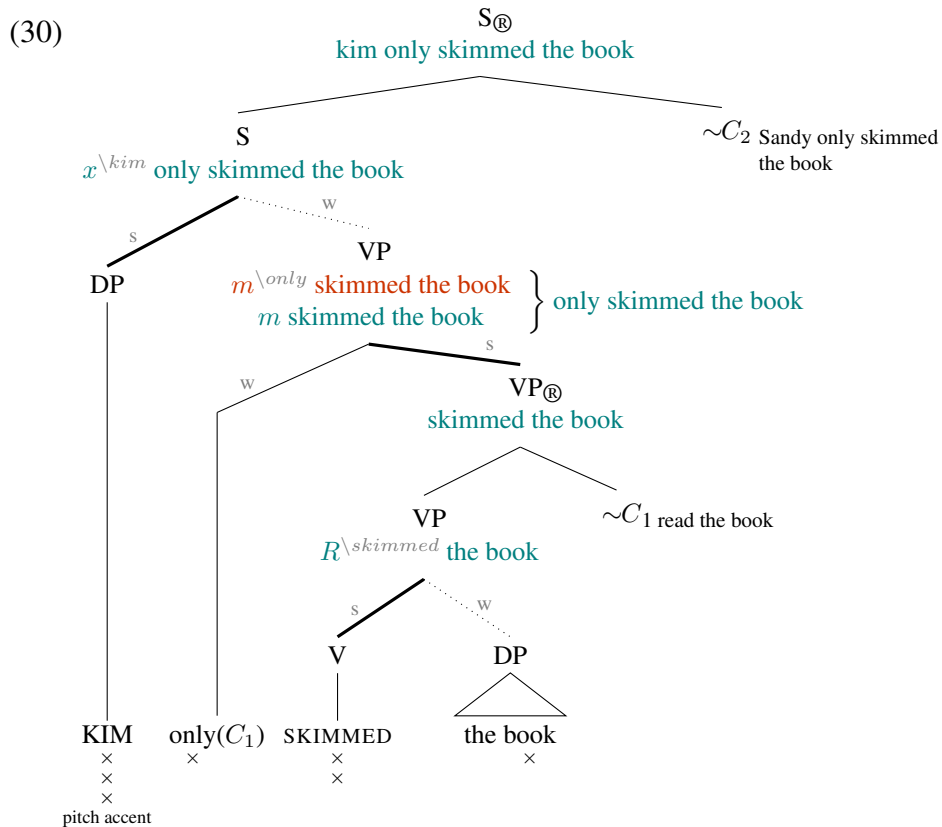 (30)
S®
kim only skimmed the book
S
∼C₂ Sandy only skimmed
the book
x\kim only skimmed the book
s
w
VP
DP
m\only skimmed the book
m skimmed the book
} only skimmed the book
w
s
VP®
skimmed the book
VP
∼C₁ read the book
R\skimmed the book
s
w
V
DP
KIM only(C₁) SKIMMED the book
× × × ×
× ×
×
pitch accent